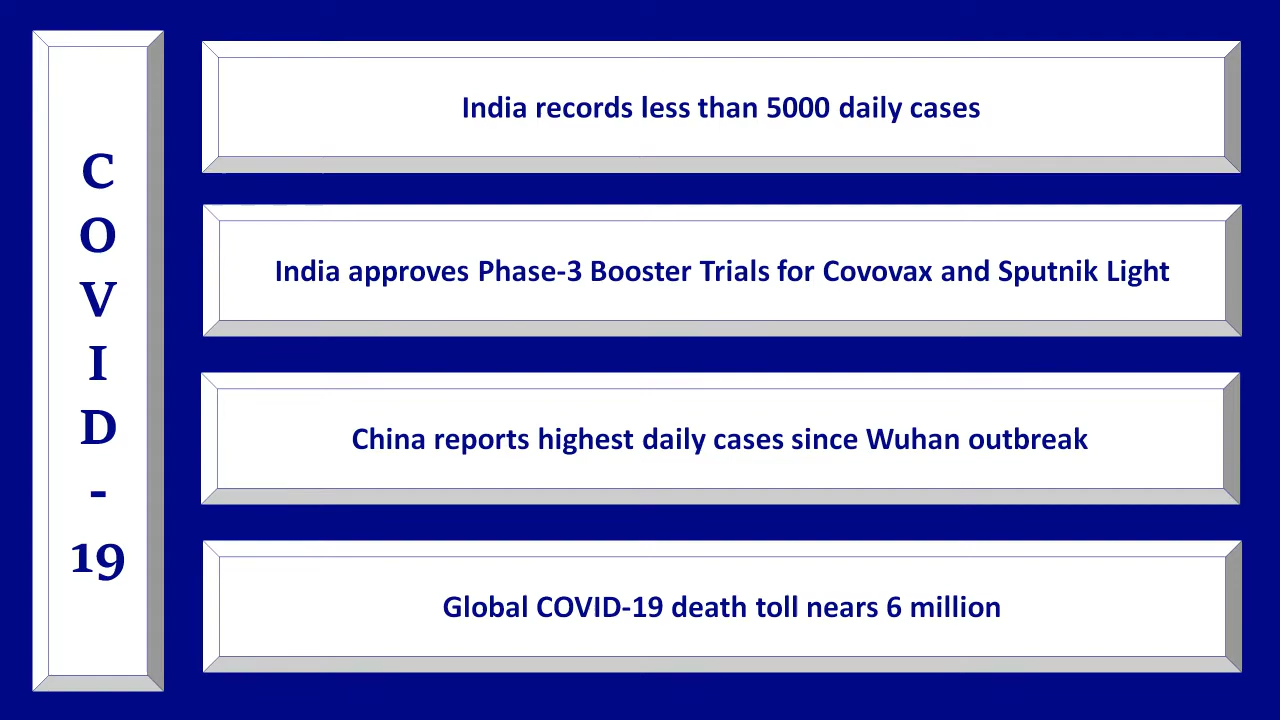 C
O
V
I
D
-
19
India records less than 5000 daily cases
India approves Phase-3 Booster Trials for Covovax and Sputnik Light
China reports highest daily cases since Wuhan outbreak
Global COVID-19 death toll nears 6 million